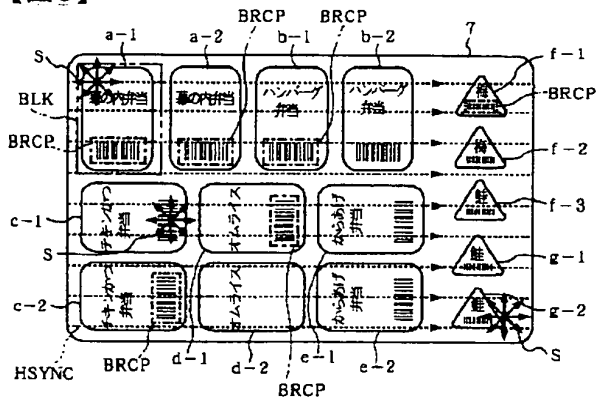 BRCP
BRCP
a-1
a-2
b-1
b-2
7
S
f-1
BLK
幕の内弁当
幕の内弁当
ハンバーグ
弁当
ハンバーグ
弁当
梅
BRCP
BRCP
梅
f-2
c-1
チキンかつ
弁当
オムライス
からあげ
弁当
鮭
f-3
S
鮭
g-1
c-2
チキンかつ
弁当
オムライス
からあげ
弁当
鮭
g-2
HSYNC
BRCP
d-1
d-2
e-1
e-2
S
BRCP